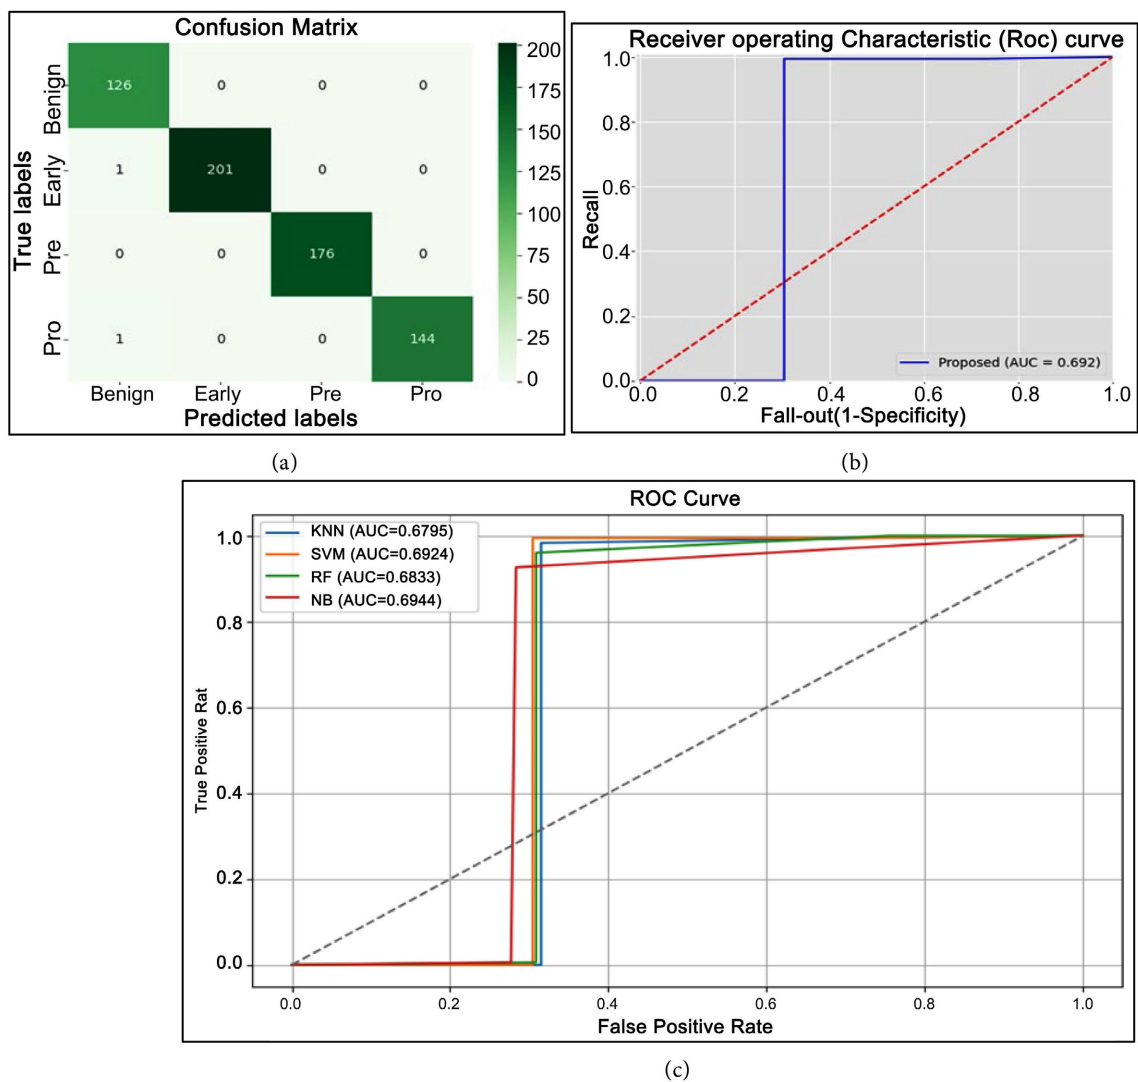 Confusion Matrix
True labels
Benign
Early
Pre
Pro
126 0 0 0
1 201 0 0
0 0 176 0
1 0 0 144
Benign Early Pre Pro
Predicted labels
200
175
150
125
100
75
50
25
0
(a)
Receiver operating Characteristic (Roc) curve
Recall
1.0
0.8
0.6
0.4
0.2
0.0
Proposed (AUC = 0.692)
0.0 0.2 0.4 0.6 0.8 1.0
Fall-out(1-Specificity)
(b)
ROC Curve
KNN (AUC=0.6795)
SVM (AUC=0.6924)
RF (AUC=0.6833)
NB (AUC=0.6944)
True Positive Rat
1.0
0.8
0.6
0.4
0.2
0.0
0.0 0.2 0.4 0.6 0.8 1.0
False Positive Rate
(c)